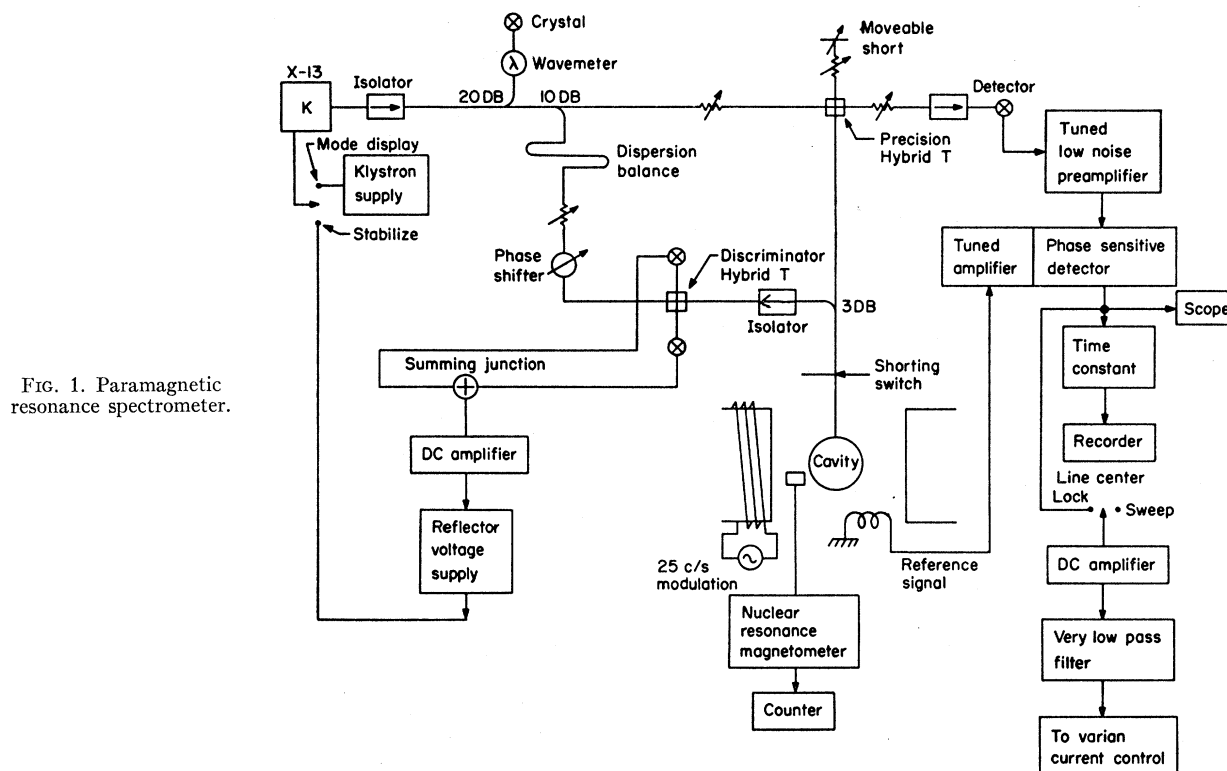 Crystal
Moveable
short
X-13
Isolator
Wavemeter
λ
Detector
20 DB
10 DB
K
Mode display
Klystron
supply
Stabilize
Dispersion
balance
Precision
Hybrid T
Tuned
low noise
preamplifier
Phase
shifter
Discriminator
Hybrid T
Tuned
amplifier
Phase sensitive
detector
Isolator
3 DB
Scope
Summing junction
Time
constant
FIG. 1. Paramagnetic
resonance spectrometer.
Shorting
switch
DC amplifier
Cavity
Recorder
Line center
Lock
Sweep
Reflector
voltage
supply
25 c/s
modulation
Reference
signal
DC amplifier
Nuclear
resonance
magnetometer
Very low pass
filter
Counter
To varian
current control